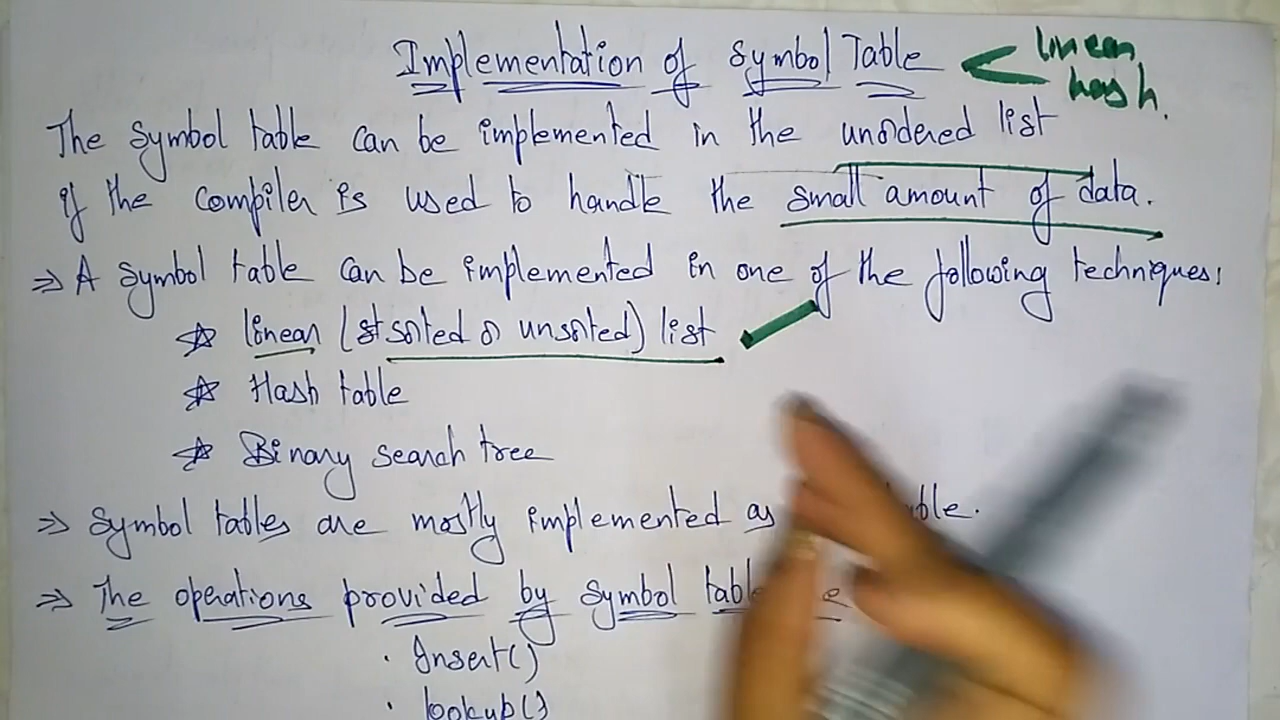 Implementation of Symbol Table
linear
hash.
The symbol table can be implemented in the unordered list
if the compiler is used to handle the small amount of data.
⇒ A symbol table can be implemented in one of the following techniques:
☆ linear (st sorted or unsorted) list
☆ Hash table
☆ Binary search tree
⇒ Symbol tables are mostly implemented as
⇒ The operations provided by symbol table
· Insert()
· lookup()